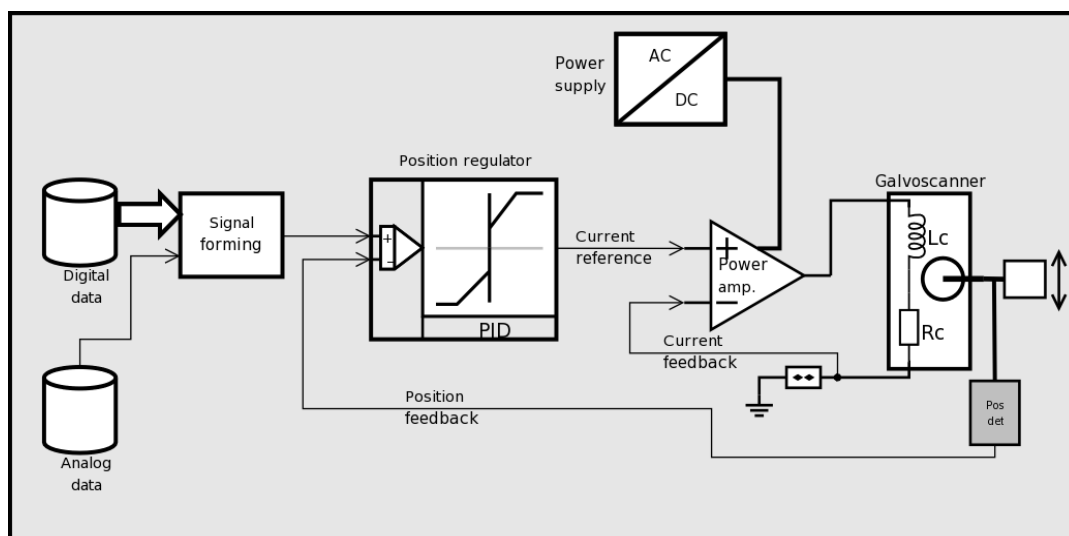 Power
supply
AC
DC
Position regulator
Galvoscanner
Digital
data
Signal
forming
+
−
PID
Current
reference
+
Power
amp.
−
Lc
Rc
Current
feedback
Position
feedback
Pos
det
Analog
data